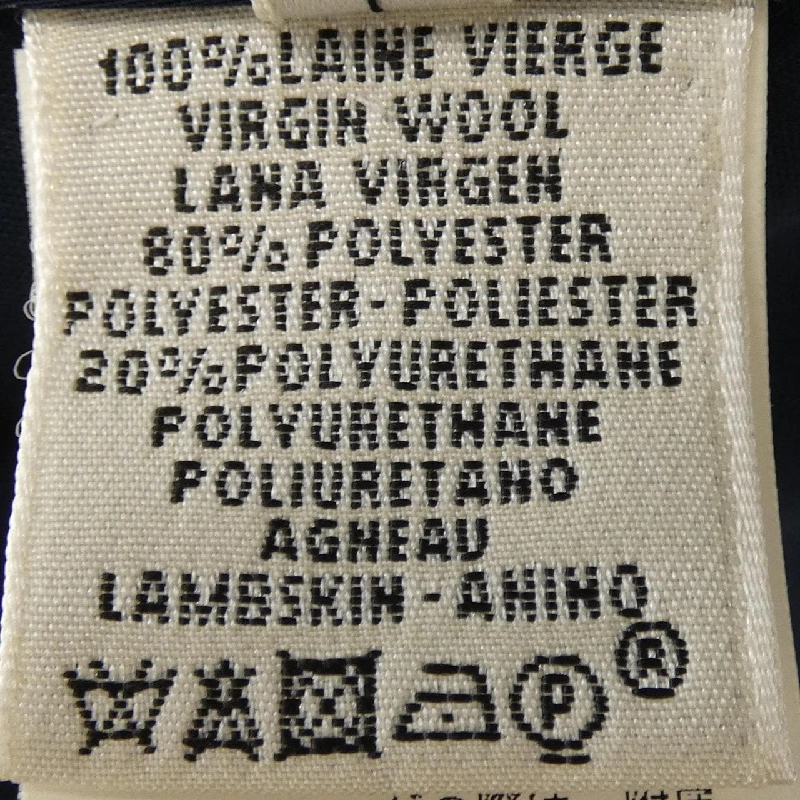 100% LAINE VIERGE
VIRGIN WOOL
LANA VIRGEN
80% POLYESTER
POLYESTER - POLIESTER
20% POLYURETHANE
POLYURETHANE
POLIURETANO
AGNEAU
LAMBSKIN - ANINO
P ®